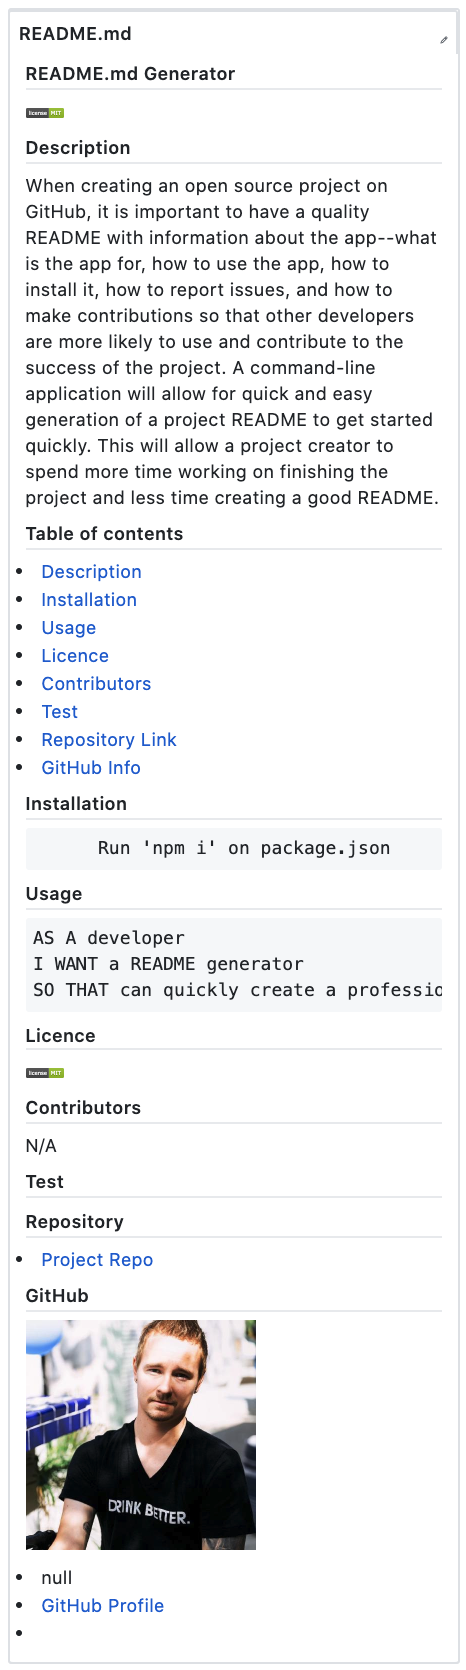 README.md
README.md Generator
license MIT
Description
When creating an open source project on
GitHub, it is important to have a quality
README with information about the app--what
is the app for, how to use the app, how to
install it, how to report issues, and how to
make contributions so that other developers
are more likely to use and contribute to the
success of the project. A command-line
application will allow for quick and easy
generation of a project README to get started
quickly. This will allow a project creator to
spend more time working on finishing the
project and less time creating a good README.
Table of contents
Description
Installation
Usage
Licence
Contributors
Test
Repository Link
GitHub Info
Installation
Run 'npm i' on package.json
Usage
AS A developer
I WANT a README generator
SO THAT can quickly create a professio
Licence
license MIT
Contributors
N/A
Test
Repository
Project Repo
GitHub
DRINK BETTER.
null
GitHub Profile